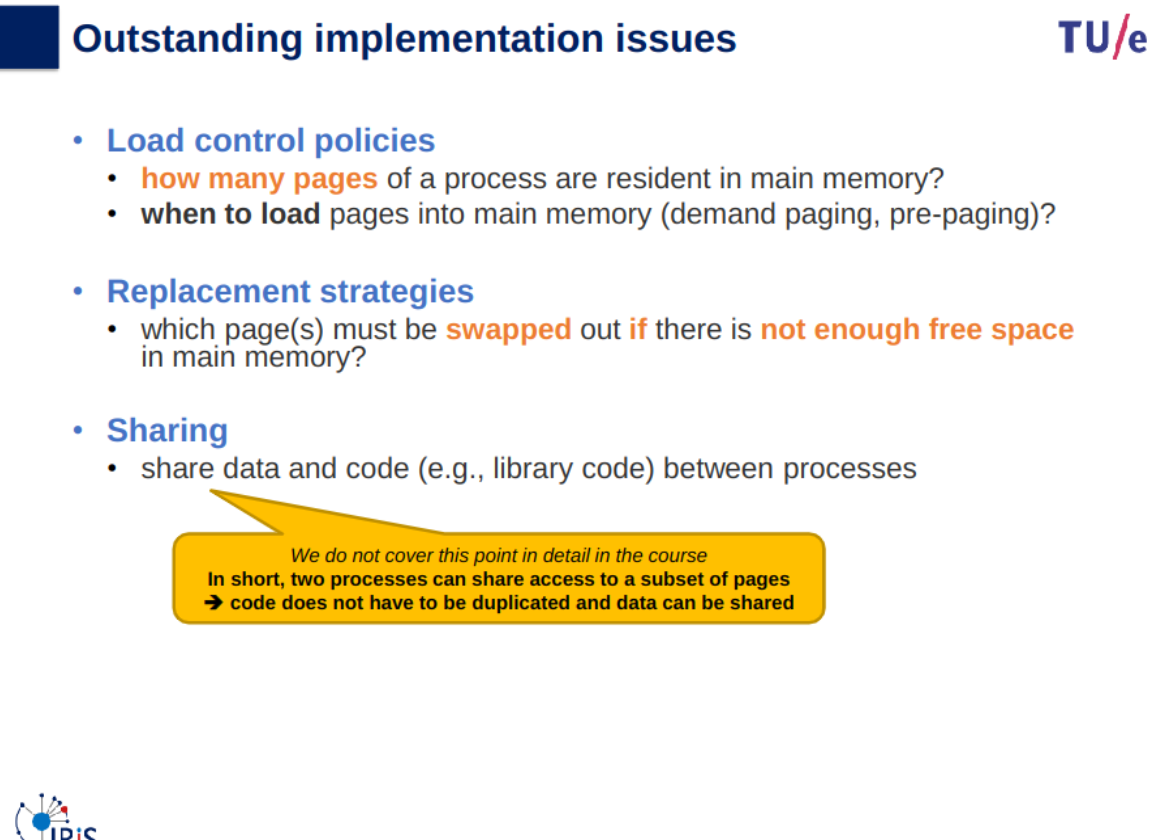 Outstanding implementation issues
TU/e
• Load control policies
• how many pages of a process are resident in main memory?
• when to load pages into main memory (demand paging, pre-paging)?
• Replacement strategies
• which page(s) must be swapped out if there is not enough free space
in main memory?
• Sharing
• share data and code (e.g., library code) between processes
We do not cover this point in detail in the course
In short, two processes can share access to a subset of pages
➔ code does not have to be duplicated and data can be shared
IRiS